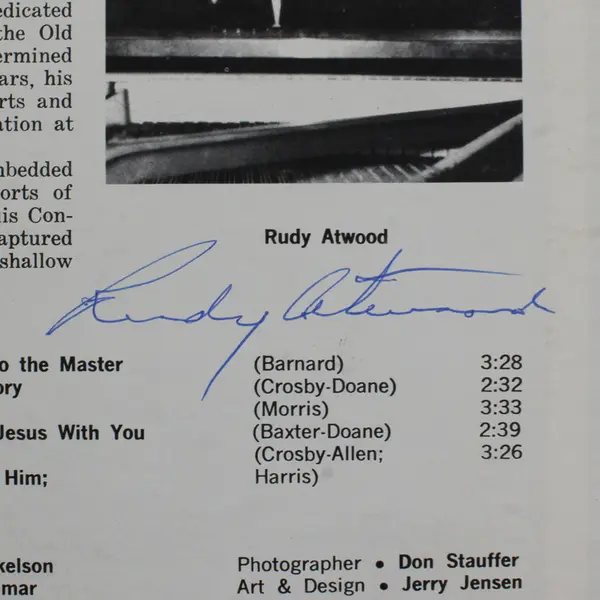 edicated
the Old
ermined
ars, his
rts and
ation at
nbedded
orts of
is Con-
aptured
shallow
Rudy Atwood
Rudy Atwood
o the Master (Barnard) 3:28
ory (Crosby-Doane) 2:32
(Morris) 3:33
Jesus With You (Baxter-Doane) 2:39
(Crosby-Allen; 3:26
Him; Harris)
kelson Photographer • Don Stauffer
mar Art & Design • Jerry Jensen